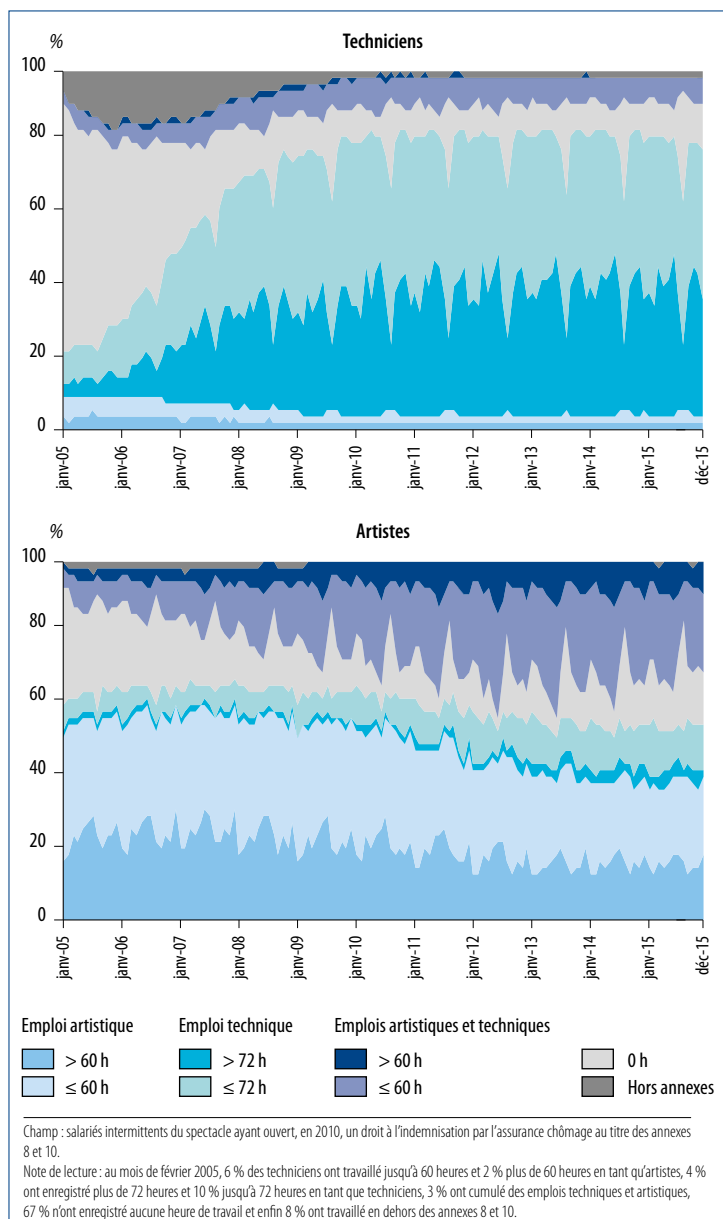 %
Techniciens
100
80
60
40
20
0
janv-05
janv-06
janv-07
janv-08
janv-09
janv-10
janv-11
janv-12
janv-13
janv-14
janv-15
déc-15
%
Artistes
100
80
60
40
20
0
janv-05
janv-06
janv-07
janv-08
janv-09
janv-10
janv-11
janv-12
janv-13
janv-14
janv-15
déc-15
Emploi artistique Emploi technique Emplois artistiques et techniques
> 60 h > 72 h > 60 h 0 h
≤ 60 h ≤ 72 h ≤ 60 h Hors annexes
Champ : salariés intermittents du spectacle ayant ouvert, en 2010, un droit à l'indemnisation par l'assurance chômage au titre des annexes
8 et 10.
Note de lecture : au mois de février 2005, 6 % des techniciens ont travaillé jusqu'à 60 heures et 2 % plus de 60 heures en tant qu'artistes, 4 %
ont enregistré plus de 72 heures et 10 % jusqu'à 72 heures en tant que techniciens, 3 % ont cumulé des emplois techniques et artistiques,
67 % n'ont enregistré aucune heure de travail et enfin 8 % ont travaillé en dehors des annexes 8 et 10.